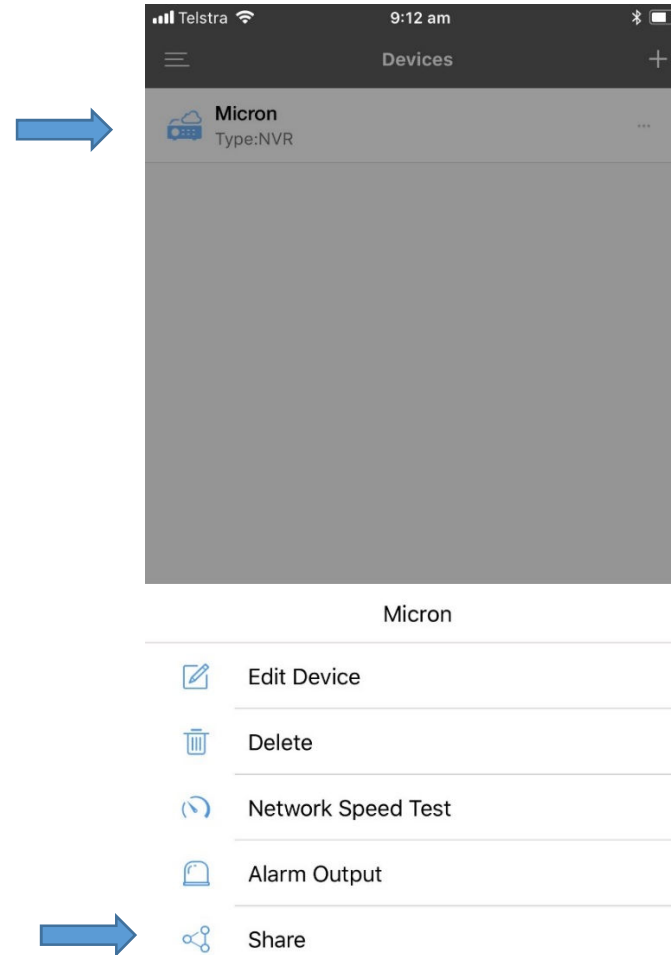 Telstra 9:12 am
Devices
Micron
Type:NVR
Micron
Edit Device
Delete
Network Speed Test
Alarm Output
Share